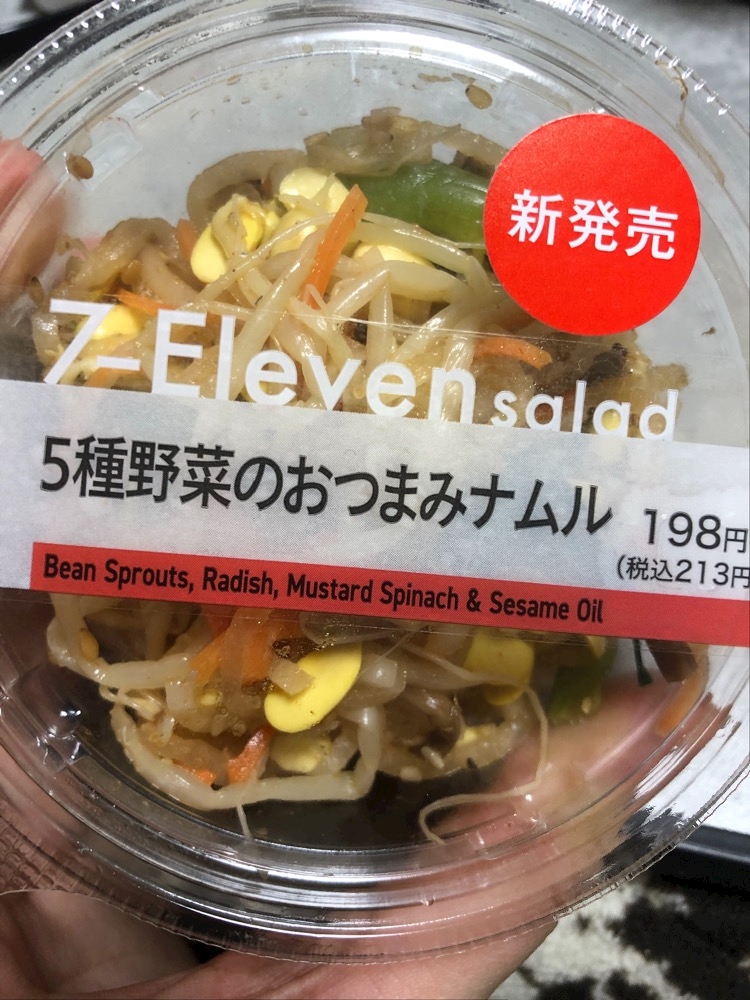 新発売
7-Eleven salad
5種野菜のおつまみナムル
198円
(税込213円
Bean Sprouts, Radish, Mustard Spinach & Sesame Oil